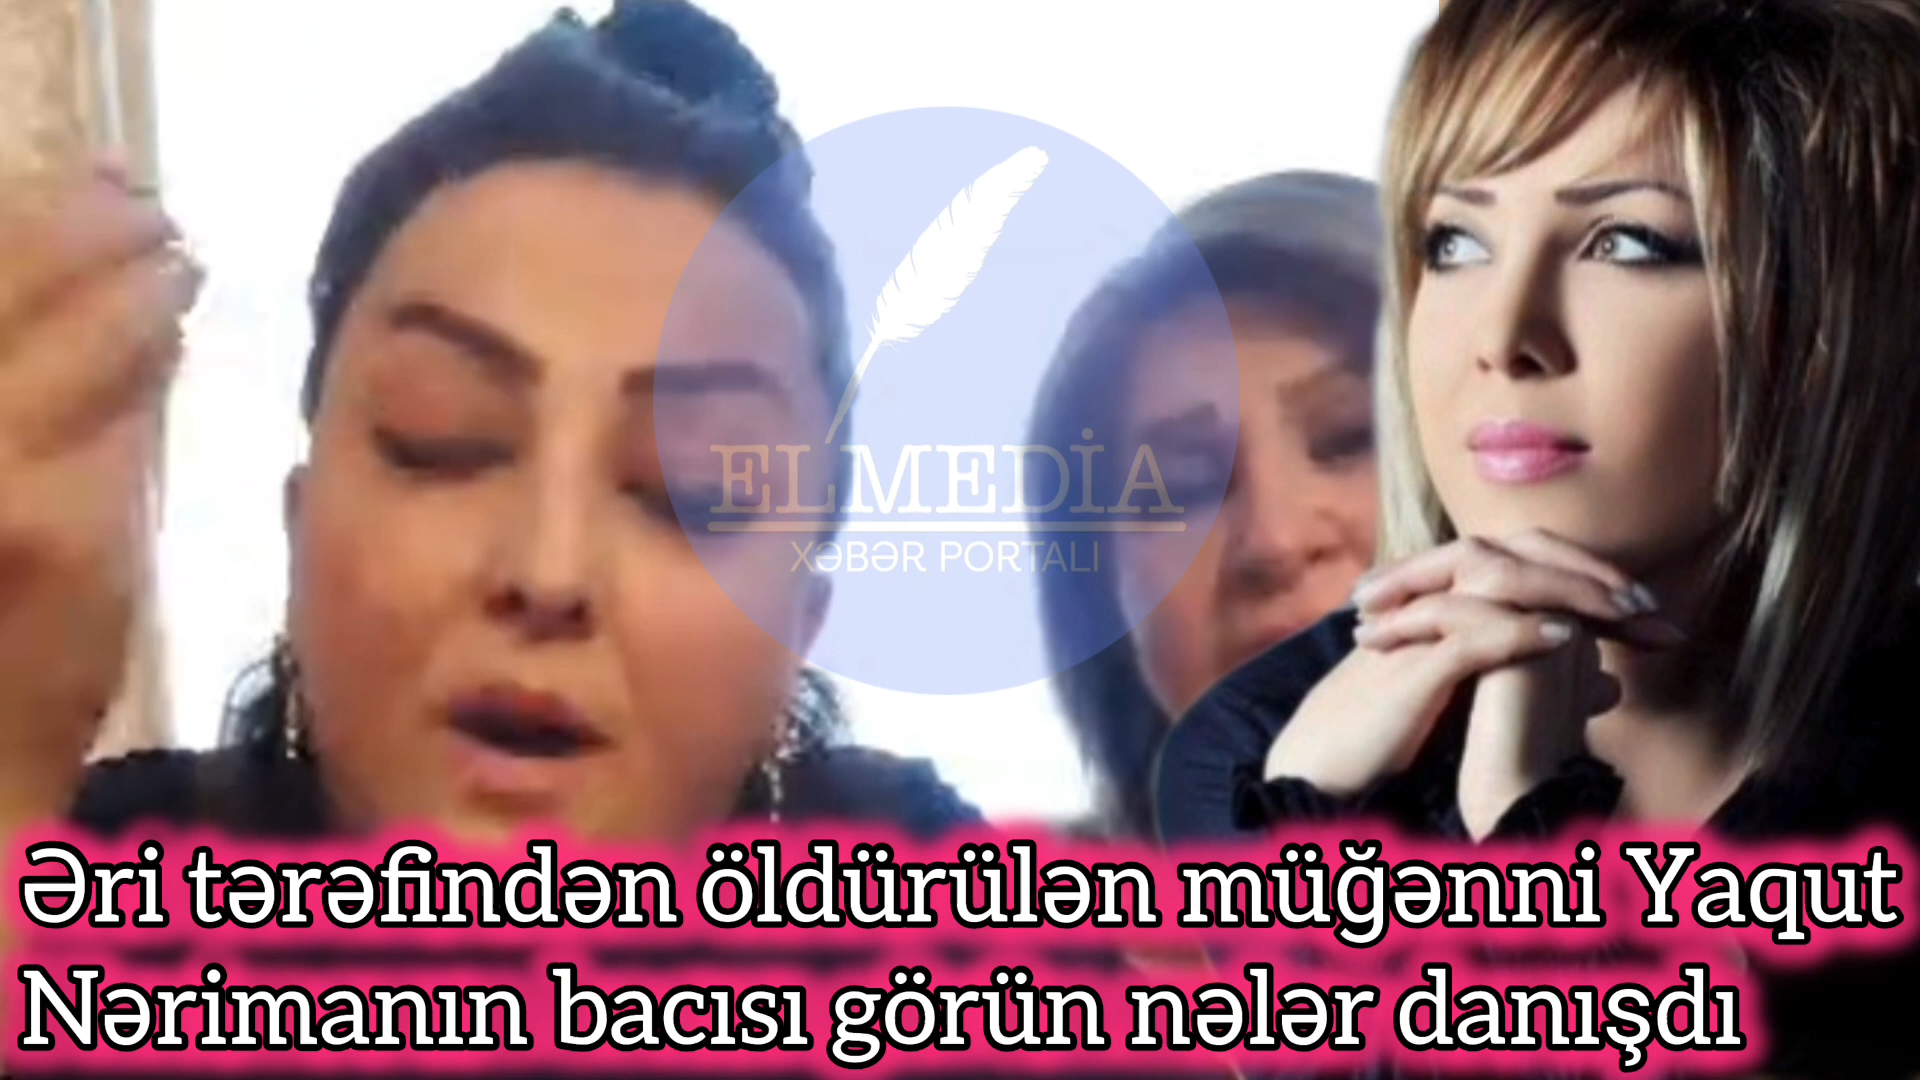 ELMEDİA
XƏBƏR PORTALI
Əri tərəfindən öldürülən müğənni Yaqut
Nərimanın bacısı görün nələr danışdı